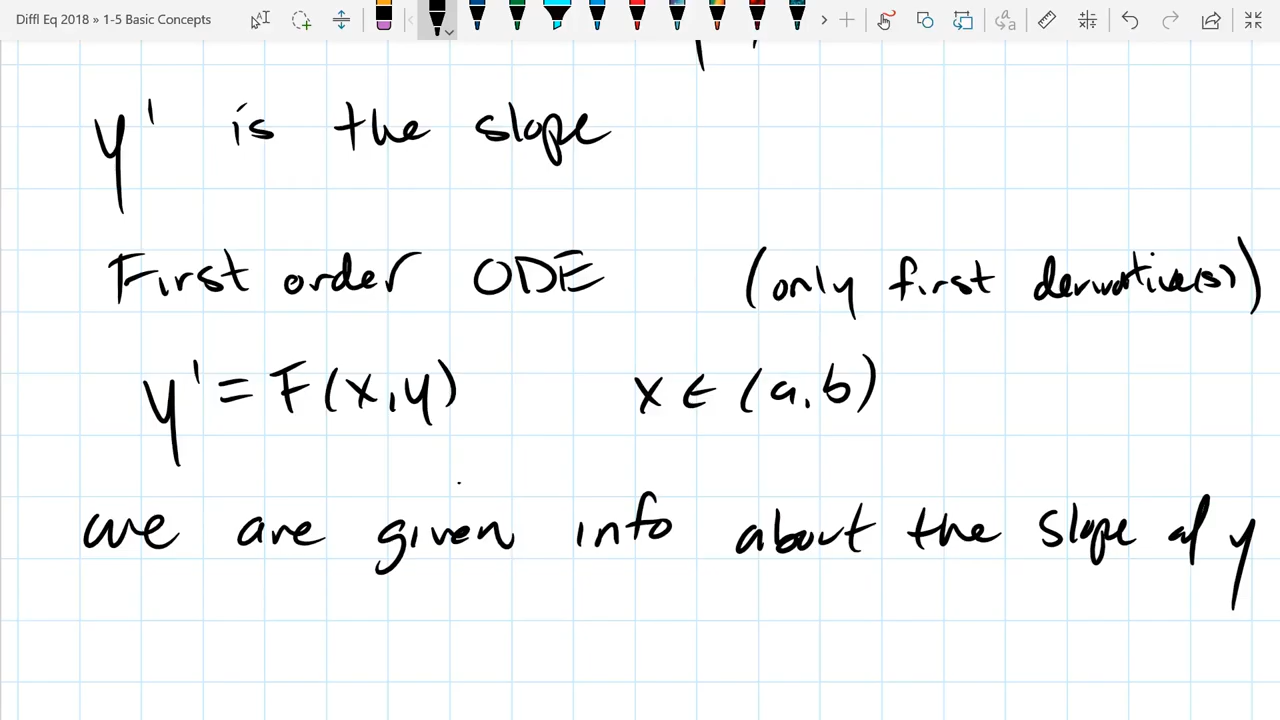 Diffl Eq 2018 » 1-5 Basic Concepts
y' is the slope
First order ODE (only first derivative(s))
y' = F(x,y) x ∈ (a,b)
we are given info about the slope of y